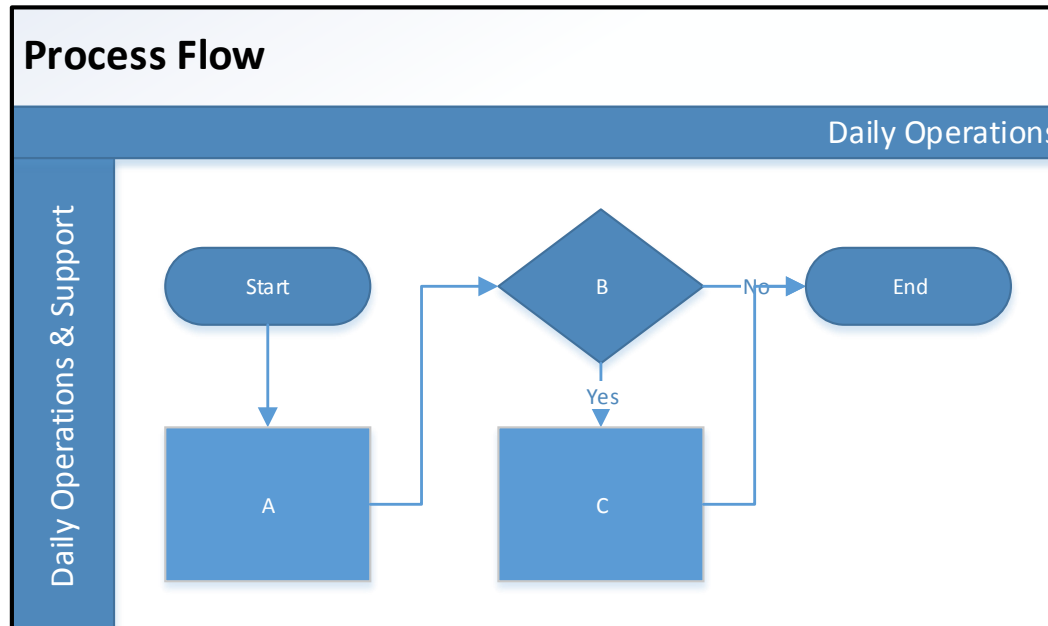 Process Flow
Daily Operations
Daily Operations & Support
Start
B
No
End
Yes
A
C